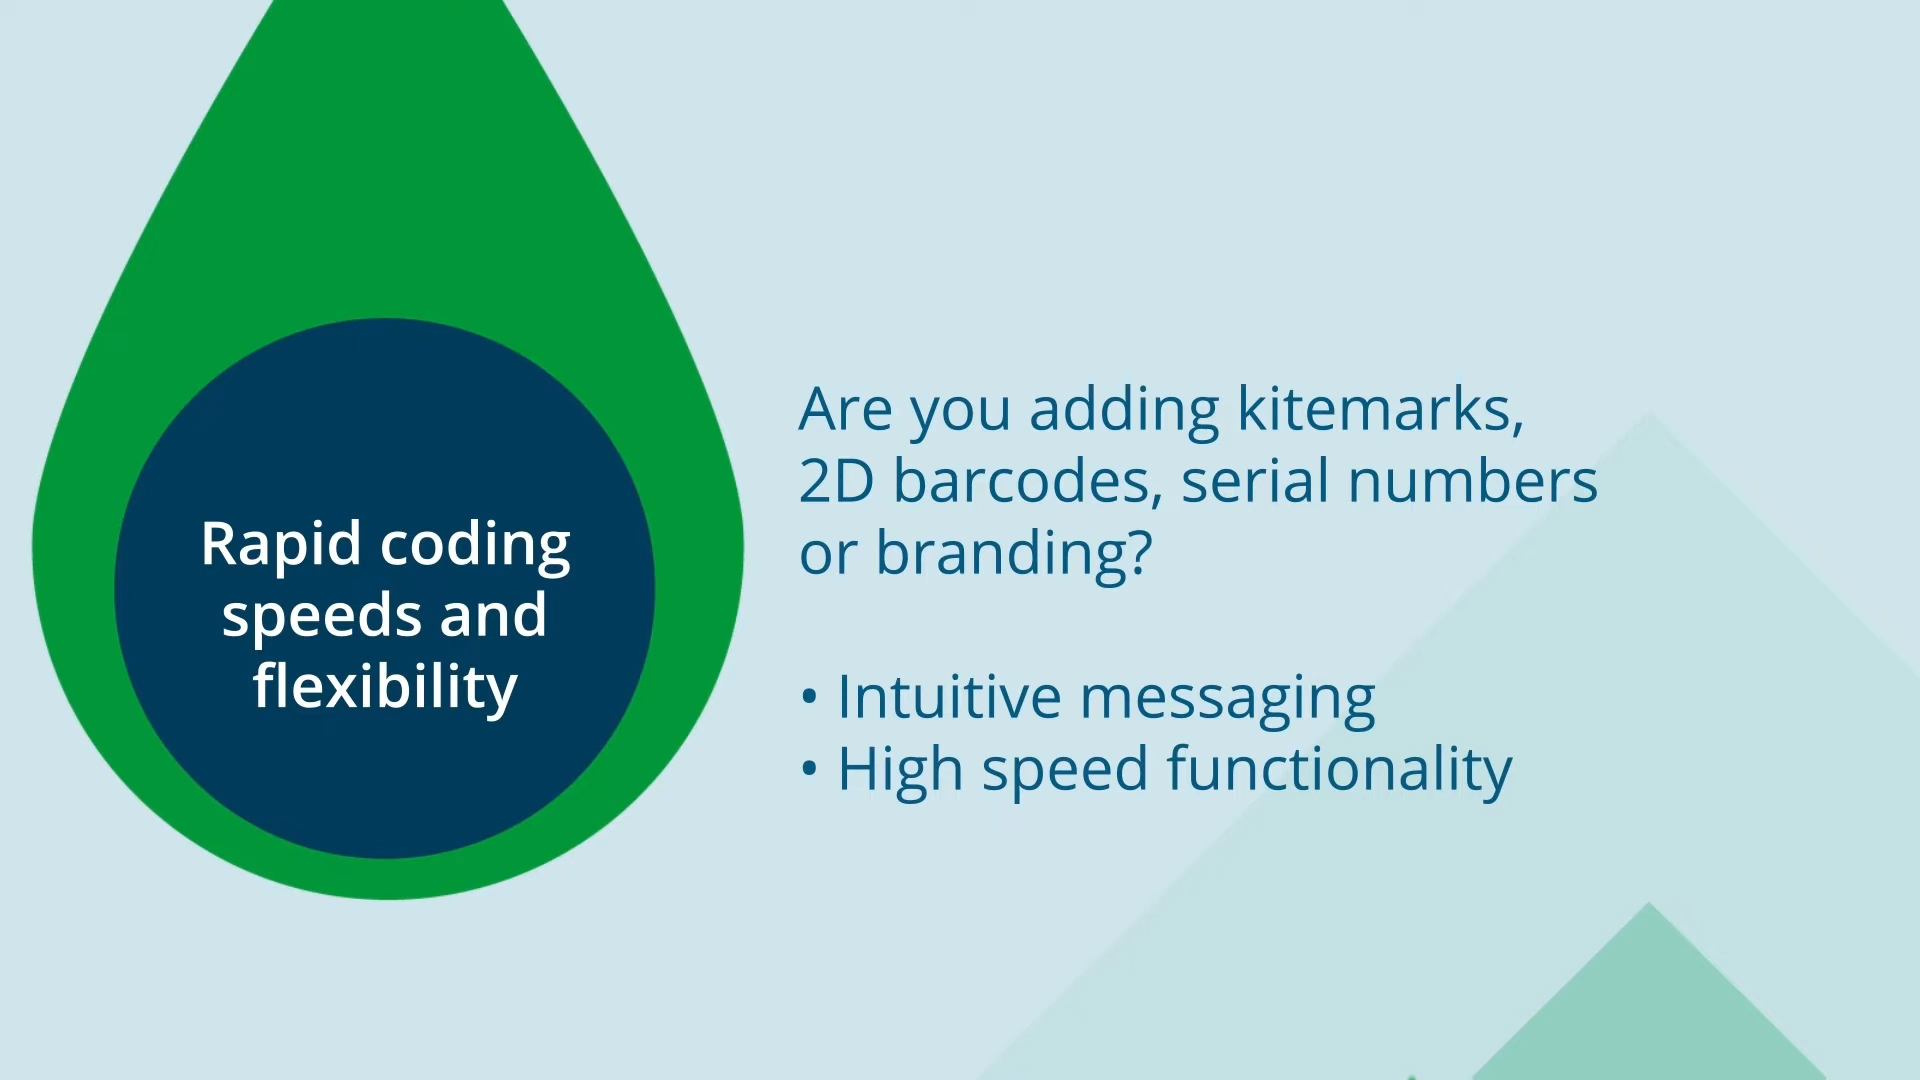 Rapid coding
speeds and
flexibility
Are you adding kitemarks,
2D barcodes, serial numbers
or branding?
• Intuitive messaging
• High speed functionality